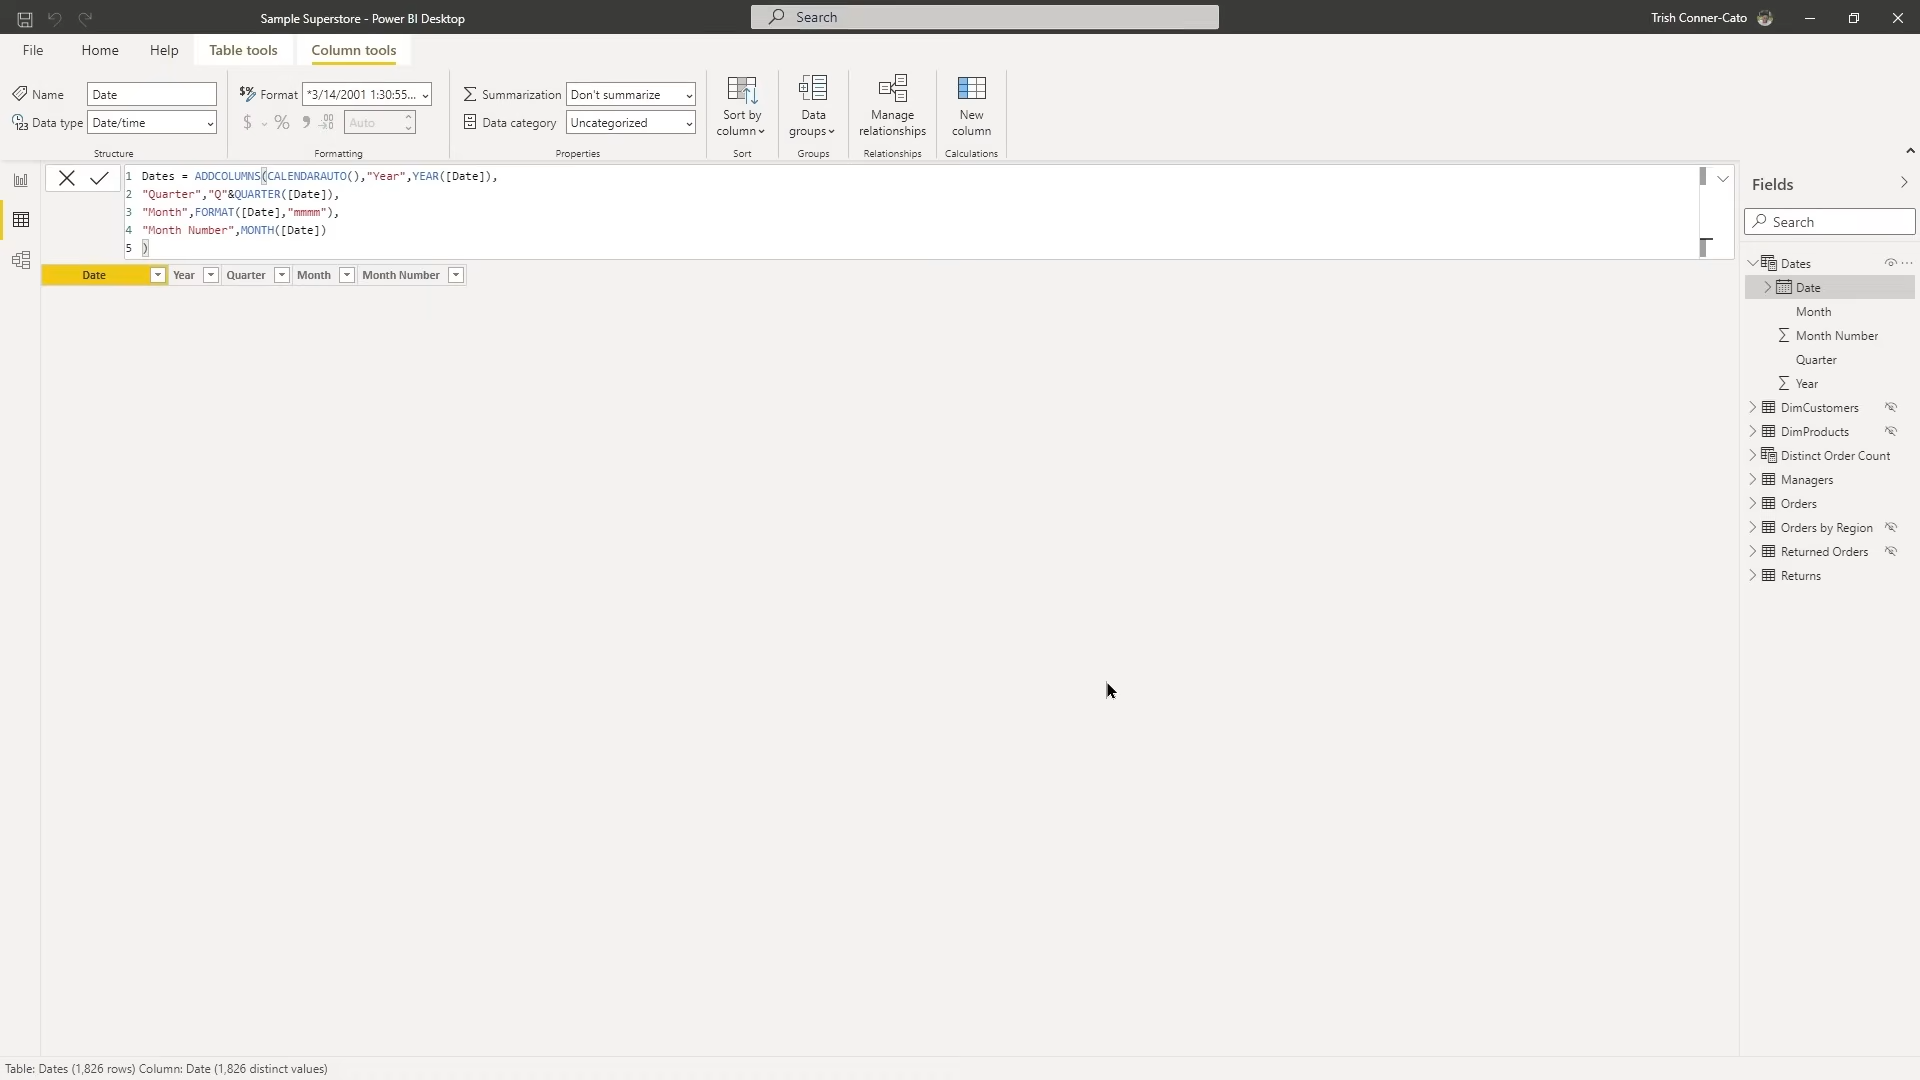 Sample Superstore - Power BI Desktop
Search
Trish Conner-Cato
File
Home
Help
Table tools
Column tools
Name
Date
Data type
Date/time
Structure
$% Format
*3/14/2001 1:30:55...
$ % 9 .00
Auto
Formatting
Summarization
Don't summarize
Data category
Uncategorized
Properties
Sort by
column
Sort
Data
groups
Groups
Manage
relationships
Relationships
New
column
Calculations
1 Dates = ADDCOLUMNS(CALENDARAUTO(),"Year",YEAR([Date]),
2 "Quarter","Q"&QUARTER([Date]),
3 "Month",FORMAT([Date],"mmmm"),
4 "Month Number",MONTH([Date])
5 )
Date
Year
Quarter
Month
Month Number
Fields
Search
Dates
Date
Month
Month Number
Quarter
Year
DimCustomers
DimProducts
Distinct Order Count
Managers
Orders
Orders by Region
Returned Orders
Returns
Table: Dates (1,826 rows) Column: Date (1,826 distinct values)